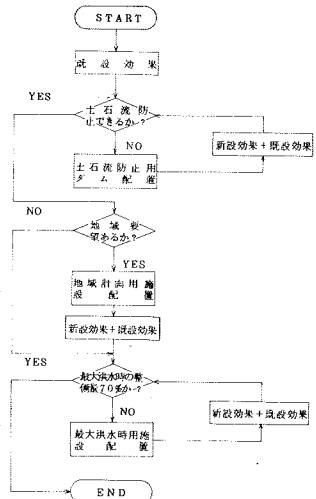 START
既設効果
YES
土石流防
止できるか？
NO
新設効果＋既設効果
土石流防止用
ダム配置
NO
地域要
領あるか？
YES
地域計画用施
設配置
新設効果＋既設効果
YES
最大洪水時の整
備版70%か？
NO
新設効果＋既設効果
最大洪水時用施
設配置
END